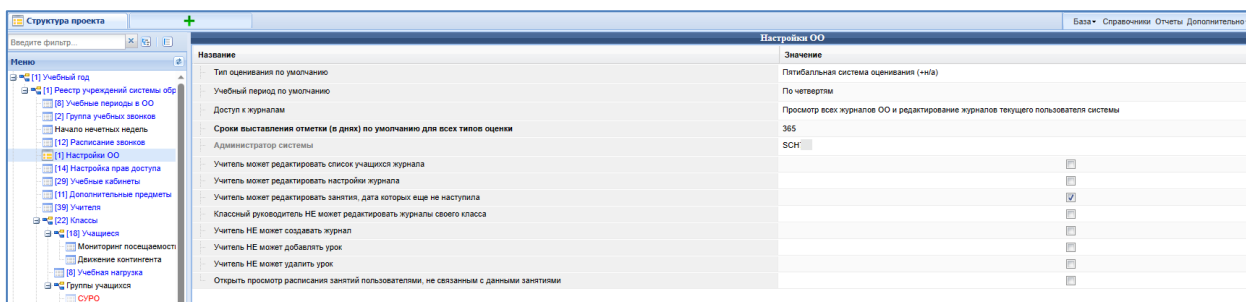 Структура проекта
База Справочники Отчеты Дополнительно
Введите фильтр...
Настройки ОО
Меню
Название Значение
[1] Учебный год
[1] Реестр учреждений системы обр
[8] Учебные периоды в ОО
[2] Группа учебных звонков
Начало нечетных недель
[12] Расписание звонков
[1] Настройки ОО
[14] Настройка прав доступа
[29] Учебные кабинеты
[11] Дополнительные предметы
[39] Учителя
[22] Классы
[18] Учащиеся
Мониторинг посещаемост
Движение контингента
[8] Учебная нагрузка
Группы учащихся
СУРО
Тип оценивания по умолчанию Пятибалльная система оценивания (+н/а)
Учебный период по умолчанию По четвертям
Доступ к журналам Просмотр всех журналов ОО и редактирование журналов текущего пользователя системы
Сроки выставления отметки (в днях) по умолчанию для всех типов оценки 365
Администратор системы SCH
Учитель может редактировать список учащихся журнала
Учитель может редактировать настройки журнала
Учитель может редактировать занятия, дата которых еще не наступила
Классный руководитель НЕ может редактировать журналы своего класса
Учитель НЕ может создавать журнал
Учитель НЕ может добавлять урок
Учитель НЕ может удалить урок
Открыть просмотр расписания занятий пользователями, не связанным с данными занятиями